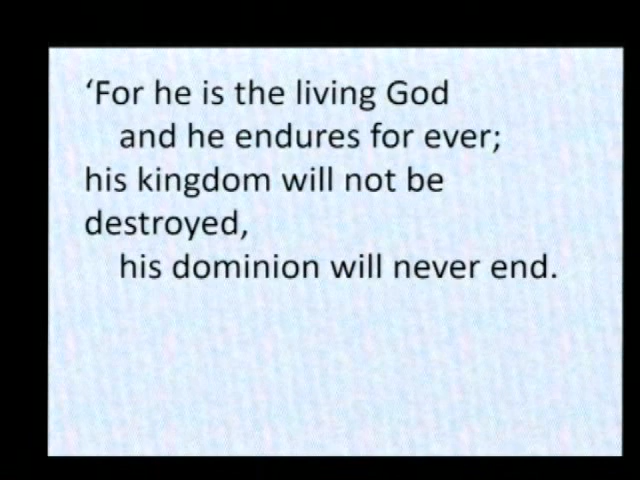 ‘For he is the living God
and he endures for ever;
his kingdom will not be
destroyed,
his dominion will never end.